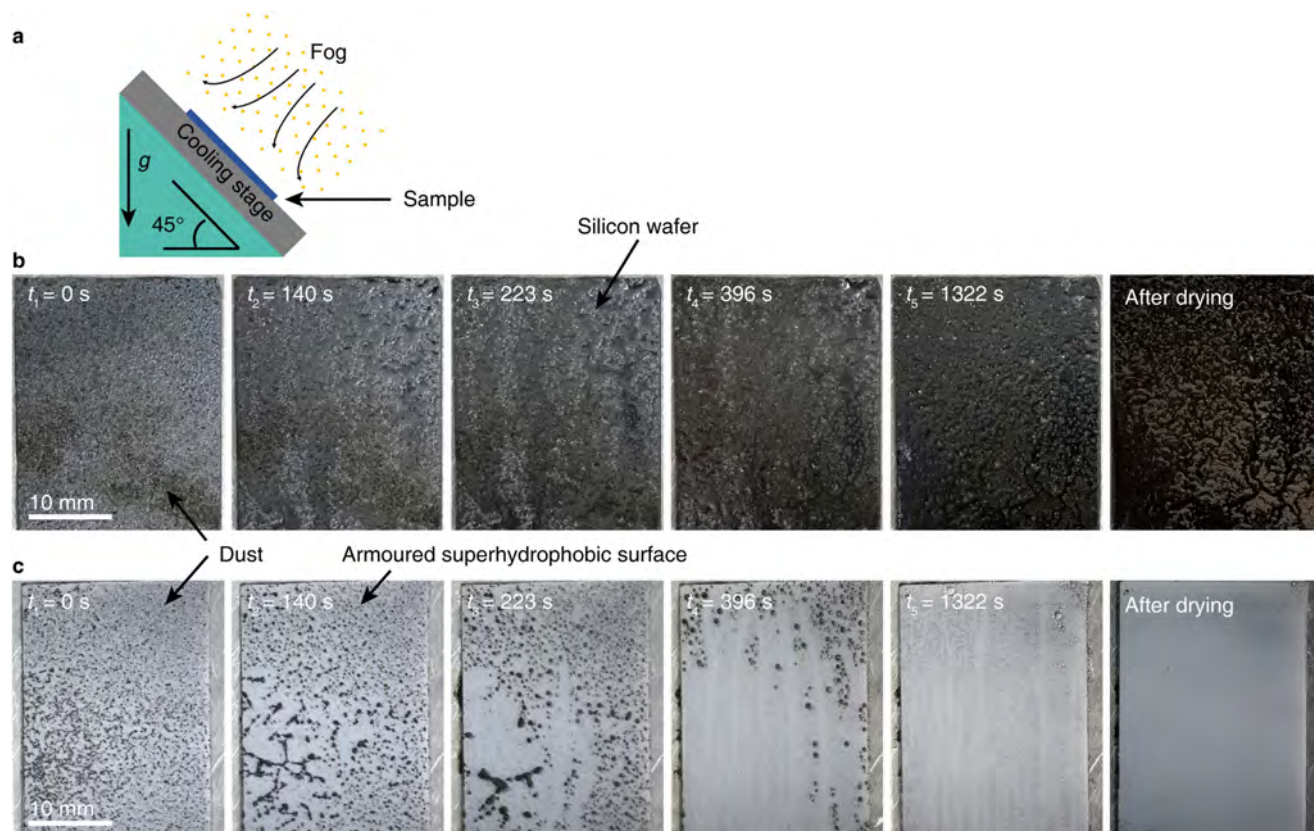 a
Fog
Cooling stage
g
45°
Sample
Silicon wafer
b
t₁ = 0 s
t₂ = 140 s
t₃ = 223 s
t₄ = 396 s
t₅ = 1322 s
After drying
10 mm
Dust
Armoured superhydrophobic surface
c
t₁ = 0 s
t₂ = 140 s
t₃ = 223 s
t₄ = 396 s
t₅ = 1322 s
After drying
10 mm